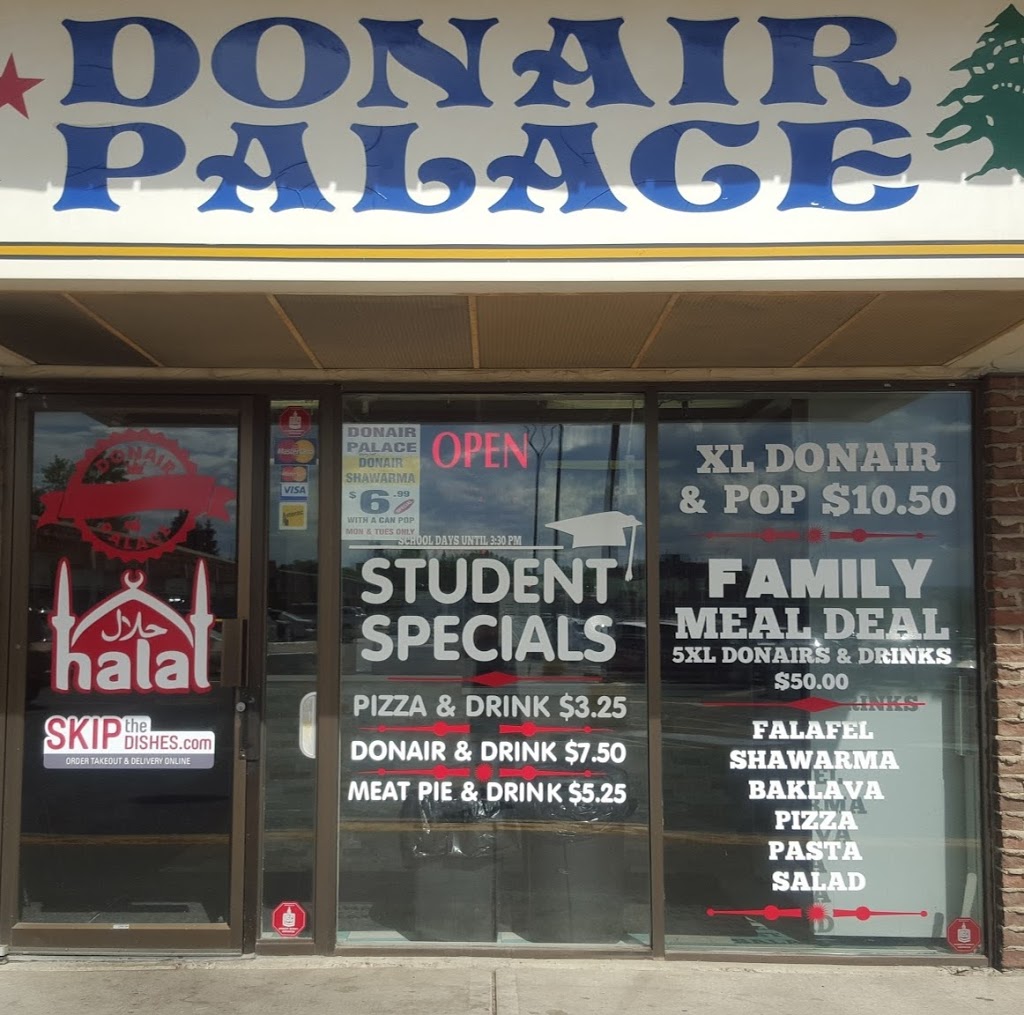 DONAIR
PALACE
DONAIR
PALACE
حلال
halal
SKIP the
DISHES.com
ORDER TAKEOUT & DELIVERY ONLINE
MasterCard
VISA
DONAIR
PALACE
DONAIR
SHAWARMA
$6.99
WITH A CAN POP
MON & TUES ONLY
OPEN
SCHOOL DAYS UNTIL 3:30 PM
STUDENT
SPECIALS
PIZZA & DRINK $3.25
DONAIR & DRINK $7.50
MEAT PIE & DRINK $5.25
XL DONAIR
& POP $10.50
FAMILY
MEAL DEAL
5XL DONAIRS & DRINKS
$50.00
FALAFEL
SHAWARMA
BAKLAVA
PIZZA
PASTA
SALAD